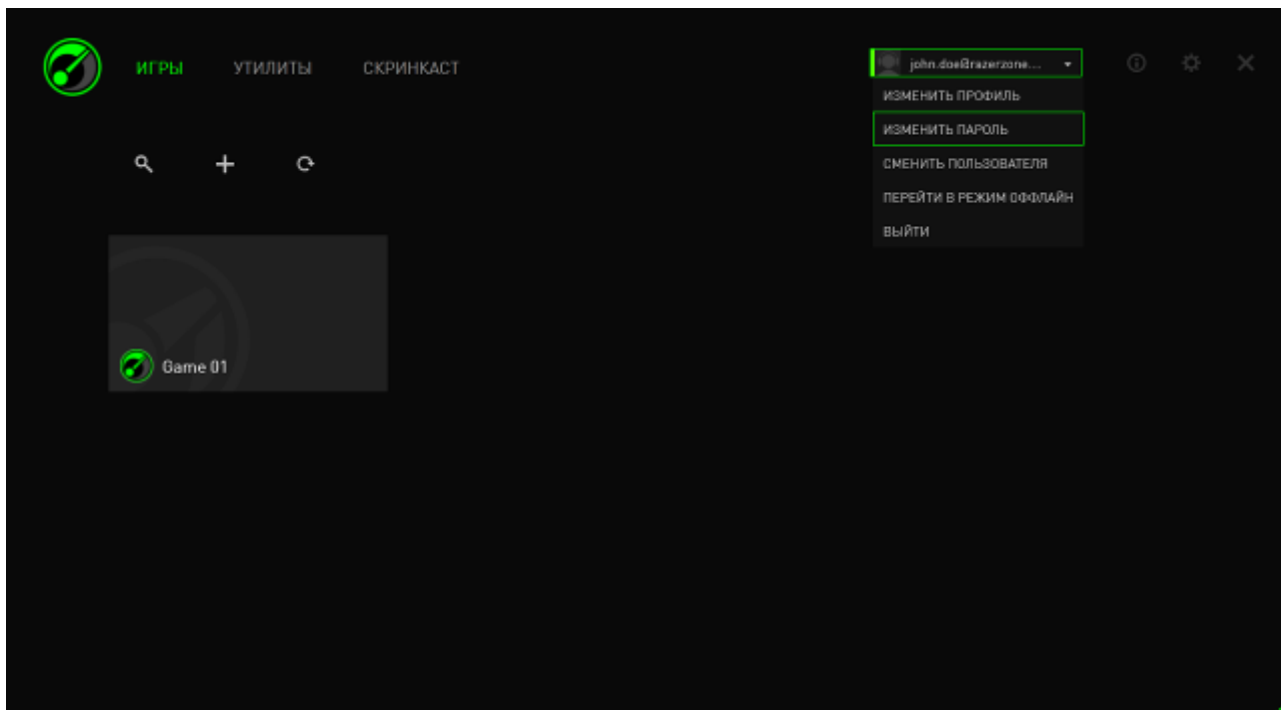 ИГРЫ УТИЛИТЫ СКРИНКАСТ john.doe@razerzone...
ИЗМЕНИТЬ ПРОФИЛЬ
ИЗМЕНИТЬ ПАРОЛЬ
СМЕНИТЬ ПОЛЬЗОВАТЕЛЯ
ПЕРЕЙТИ В РЕЖИМ ОФФЛАЙН
ВЫЙТИ
Game 01